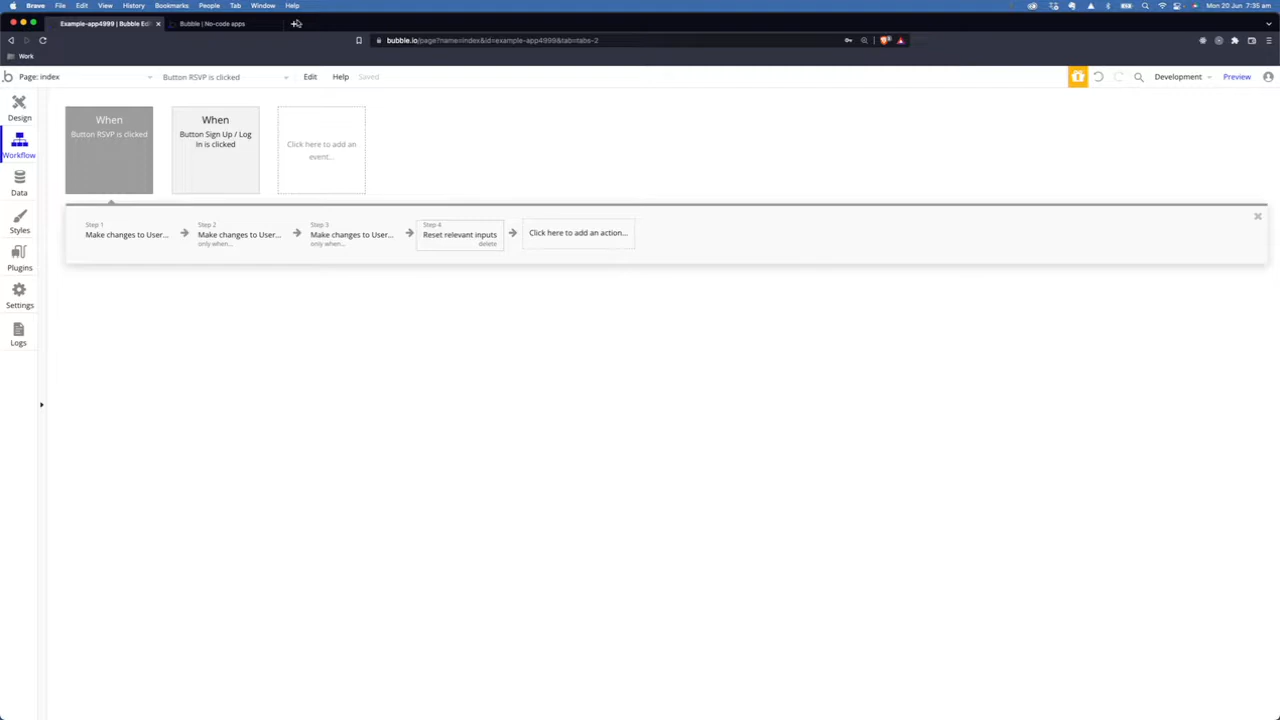 Brave File Edit View History Bookmarks People Tab Window Help Mon 20 Jun 7:35 am
Example-app4999 | Bubble Edi Bubble | No-code apps
bubble.io/page?name=index&id=example-app4999&tab=tabs-2
Work
Page: index Button RSVP is clicked Edit Help Saved Development Preview
Design
Workflow
Data
Styles
Plugins
Settings
Logs
When
Button RSVP is clicked
When
Button Sign Up / Log
In is clicked
Click here to add an
event...
Step 1
Make changes to User...
Step 2
Make changes to User...
only when...
Step 3
Make changes to User...
only when...
Step 4
Reset relevant inputs
delete
Click here to add an action...